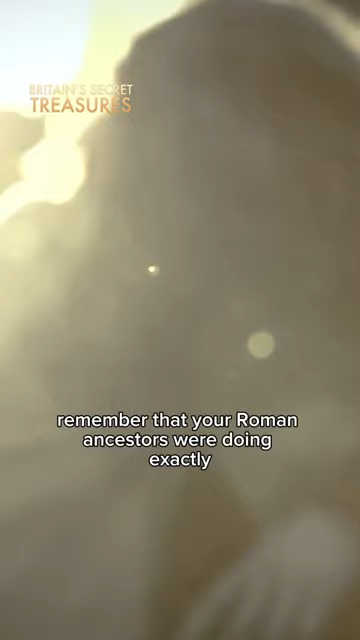 BRITAIN'S SECRET
TREASURES
remember that your Roman
ancestors were doing
exactly